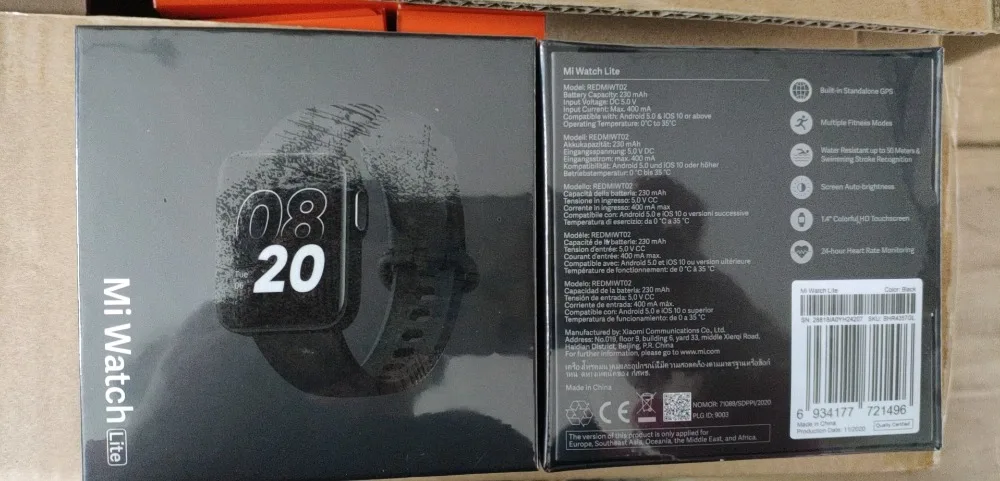 08
20
Mi Watch Lite
Mi Watch Lite
Model: REDMIWT02
Battery Capacity: 230 mAh
Input Voltage: DC 5.0 V
Input Current: Max. 400 mA
Compatible with: Android 5.0 & iOS 10 or above
Operating Temperature: 0°C to 35°C
Modell: REDMIWT02
Akkukapazität: 230 mAh
Eingangsspannung: 5,0 V DC
Eingangsstrom: max. 400 mA
Kompatibilität: Android 5.0 und iOS 10 oder höher
Betriebstemperatur: 0 °C bis 35 °C
Modello: REDMIWT02
Capacità della batteria: 230 mAh
Tensione in ingresso: 5,0 V CC
Corrente in ingresso: 400 mA max
Compatibile con: Android 5.0 e iOS 10 o versioni successive
Temperatura di esercizio: da 0 °C a 35 °C
Modèle: REDMIWT02
Capacité de la batterie: 230 mAh
Tension d'entrée: 5,0 V CC
Courant d'entrée: 400 mA max.
Compatible avec: Android 5.0 et iOS 10 ou version ultérieure
Température de fonctionnement: de 0 °C à 35 °C
Modelo: REDMIWT02
Capacidad de la batería: 230 mAh
Tensión de entrada: 5,0 V CC
Corriente de entrada: 400 mA máx.
Compatible con: Android 5.0 e iOS 10 o superior
Temperatura de funcionamiento: de 0 a 35 °C
Manufactured by: Xiaomi Communications Co., Ltd.
Address: No.019, floor 9, building 6, yard 33, middle Xierqi Road,
Haidian District, Beijing, P.R. China
For further information, please go to www.mi.com
Made in China
CE
NOMOR: 71089/SDPPI/2020
PLG ID: 9003
The version of this product is only applied for
Europe, Southeast Asia, Oceania, the Middle East, and Africa.
Built-in Standalone GPS
Multiple Fitness Modes
Water Resistant up to 50 Meters &
Swimming Stroke Recognition
Screen Auto-brightness
1.4" Colorful HD Touchscreen
24-hour Heart Rate Monitoring
Mi Watch Lite Color: Black
6 934177 721496
Made in China
Production Date: 11/2020
Quality Certified